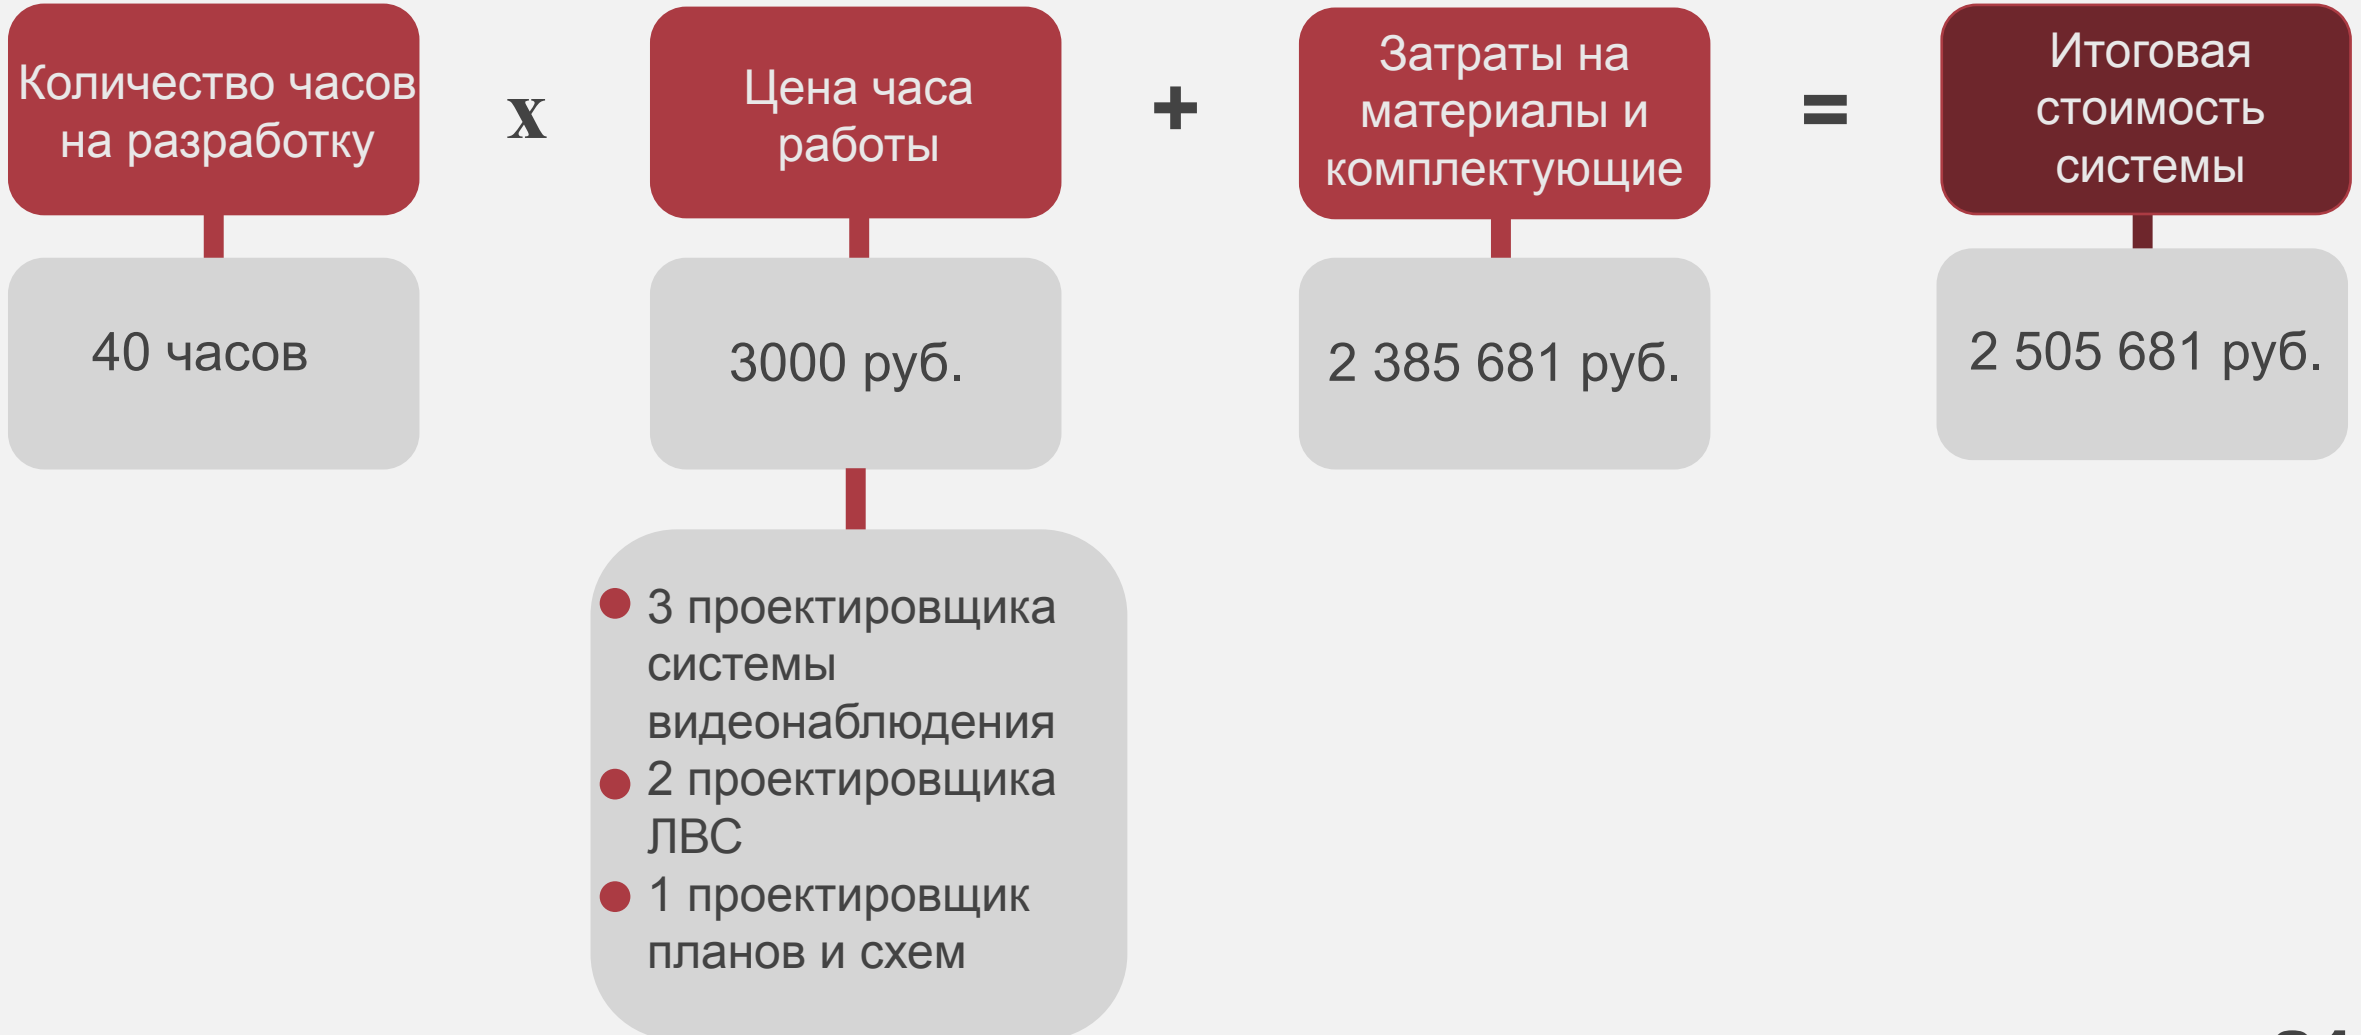 Количество часов
на разработку
x
Цена часа
работы
+
Затраты на
материалы и
комплектующие
=
Итоговая
стоимость
системы
40 часов
3000 руб.
2 385 681 руб.
2 505 681 руб.
3 проектировщика
системы
видеонаблюдения
2 проектировщика
ЛВС
1 проектировщик
планов и схем